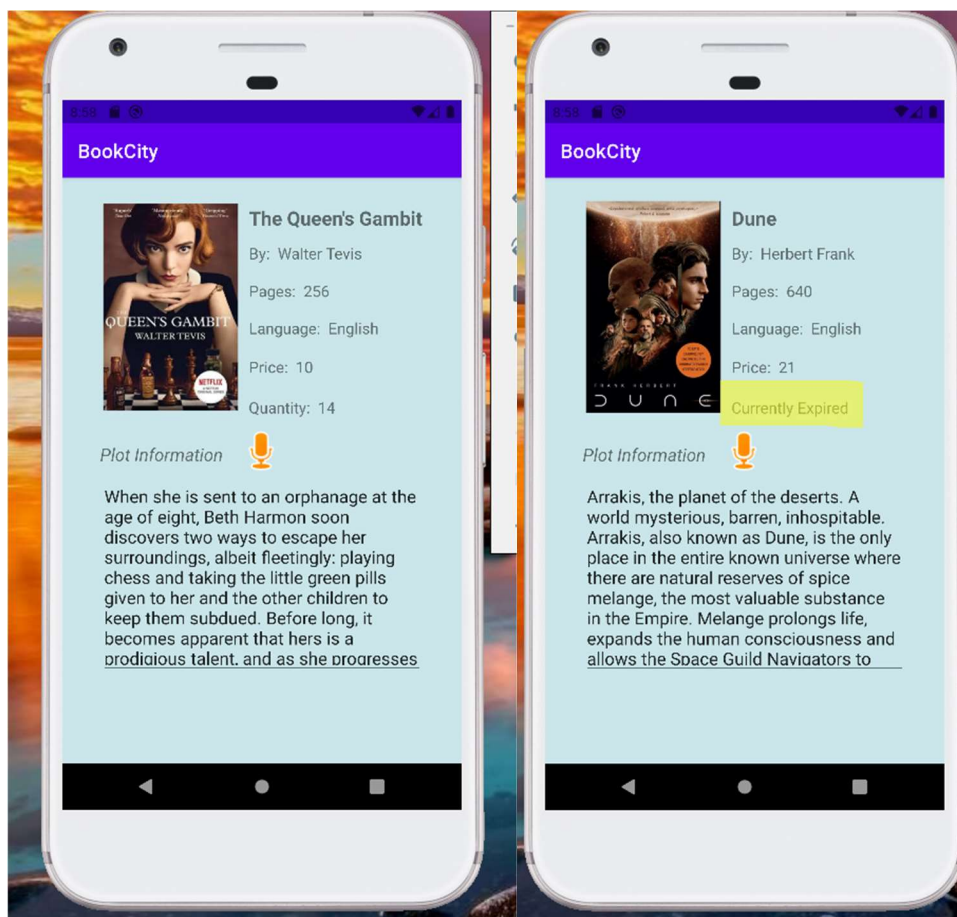 8:58
BookCity
QUEEN'S GAMBIT
WALTER TEVIS
NETFLIX
The Queen's Gambit
By: Walter Tevis
Pages: 256
Language: English
Price: 10
Quantity: 14
Plot Information
When she is sent to an orphanage at the
age of eight, Beth Harmon soon
discovers two ways to escape her
surroundings, albeit fleetingly: playing
chess and taking the little green pills
given to her and the other children to
keep them subdued. Before long, it
becomes apparent that hers is a
prodigious talent, and as she progresses
8:58
BookCity
FRANK HERBERT
DUNE
Dune
By: Herbert Frank
Pages: 640
Language: English
Price: 21
Currently Expired
Plot Information
Arrakis, the planet of the deserts. A
world mysterious, barren, inhospitable.
Arrakis, also known as Dune, is the only
place in the entire known universe where
there are natural reserves of spice
melange, the most valuable substance
in the Empire. Melange prolongs life,
expands the human consciousness and
allows the Space Guild Navigators to